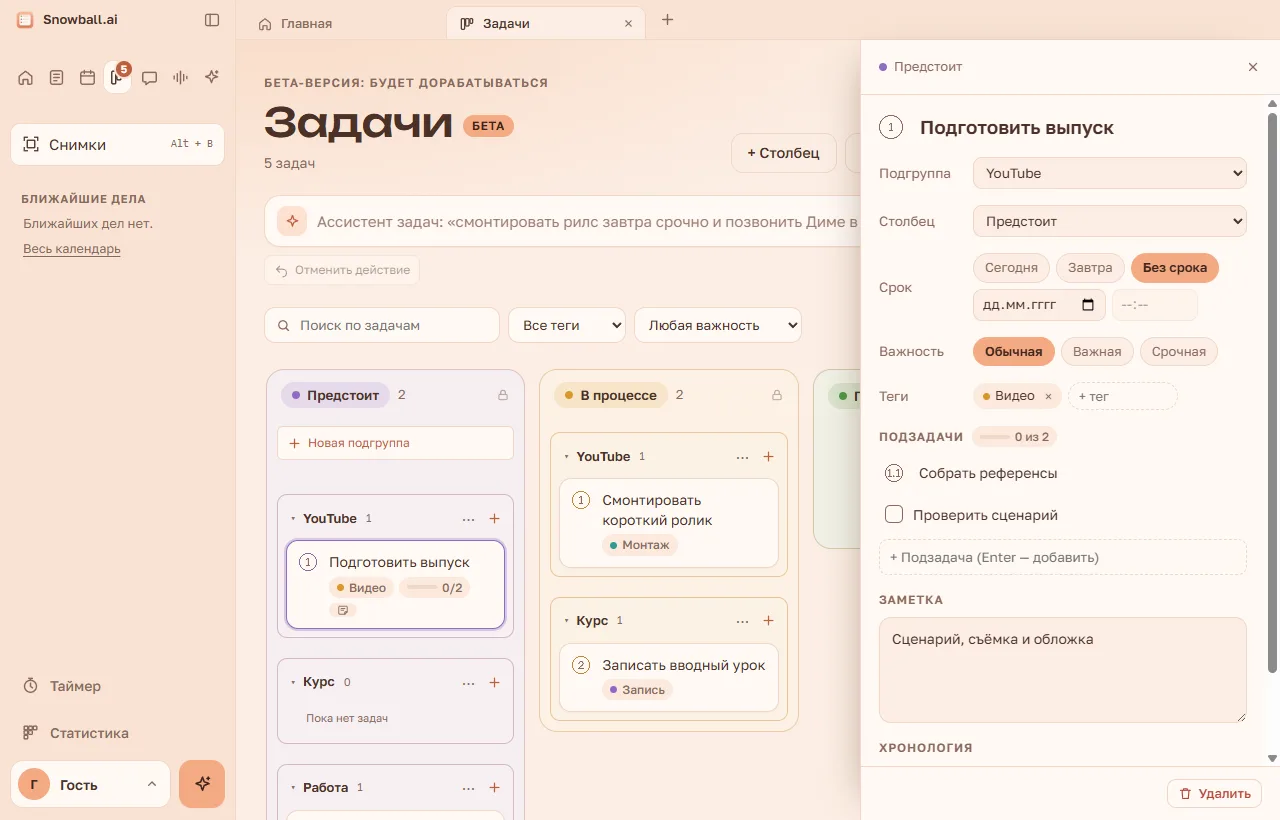 Snowball.ai
Главная
Задачи
5
Снимки
Alt + B
БЛИЖАЙШИЕ ДЕЛА
Ближайших дел нет.
Весь календарь
Таймер
Статистика
Г
Гость
БЕТА-ВЕРСИЯ: БУДЕТ ДОРАБАТЫВАТЬСЯ
Задачи
БЕТА
5 задач
+ Столбец
Ассистент задач: «смонтировать рилс завтра срочно и позвонить Диме в
Отменить действие
Поиск по задачам
Все теги
Любая важность
Предстоит 2
Новая подгруппа
YouTube 1
1 Подготовить выпуск
Видео 0/2
Курс 0
Пока нет задач
Работа 1
В процессе 2
YouTube 1
1 Смонтировать
короткий ролик
Монтаж
Курс 1
2 Записать вводный урок
Запись
Предстоит
1 Подготовить выпуск
Подгруппа YouTube
Столбец Предстоит
Срок
Сегодня Завтра Без срока
дд.мм.гггг --:--
Важность Обычная Важная Срочная
Теги Видео × + тег
ПОДЗАДАЧИ 0 из 2
1.1 Собрать референсы
Проверить сценарий
+ Подзадача (Enter — добавить)
ЗАМЕТКА
Сценарий, съёмка и обложка
ХРОНОЛОГИЯ
Удалить